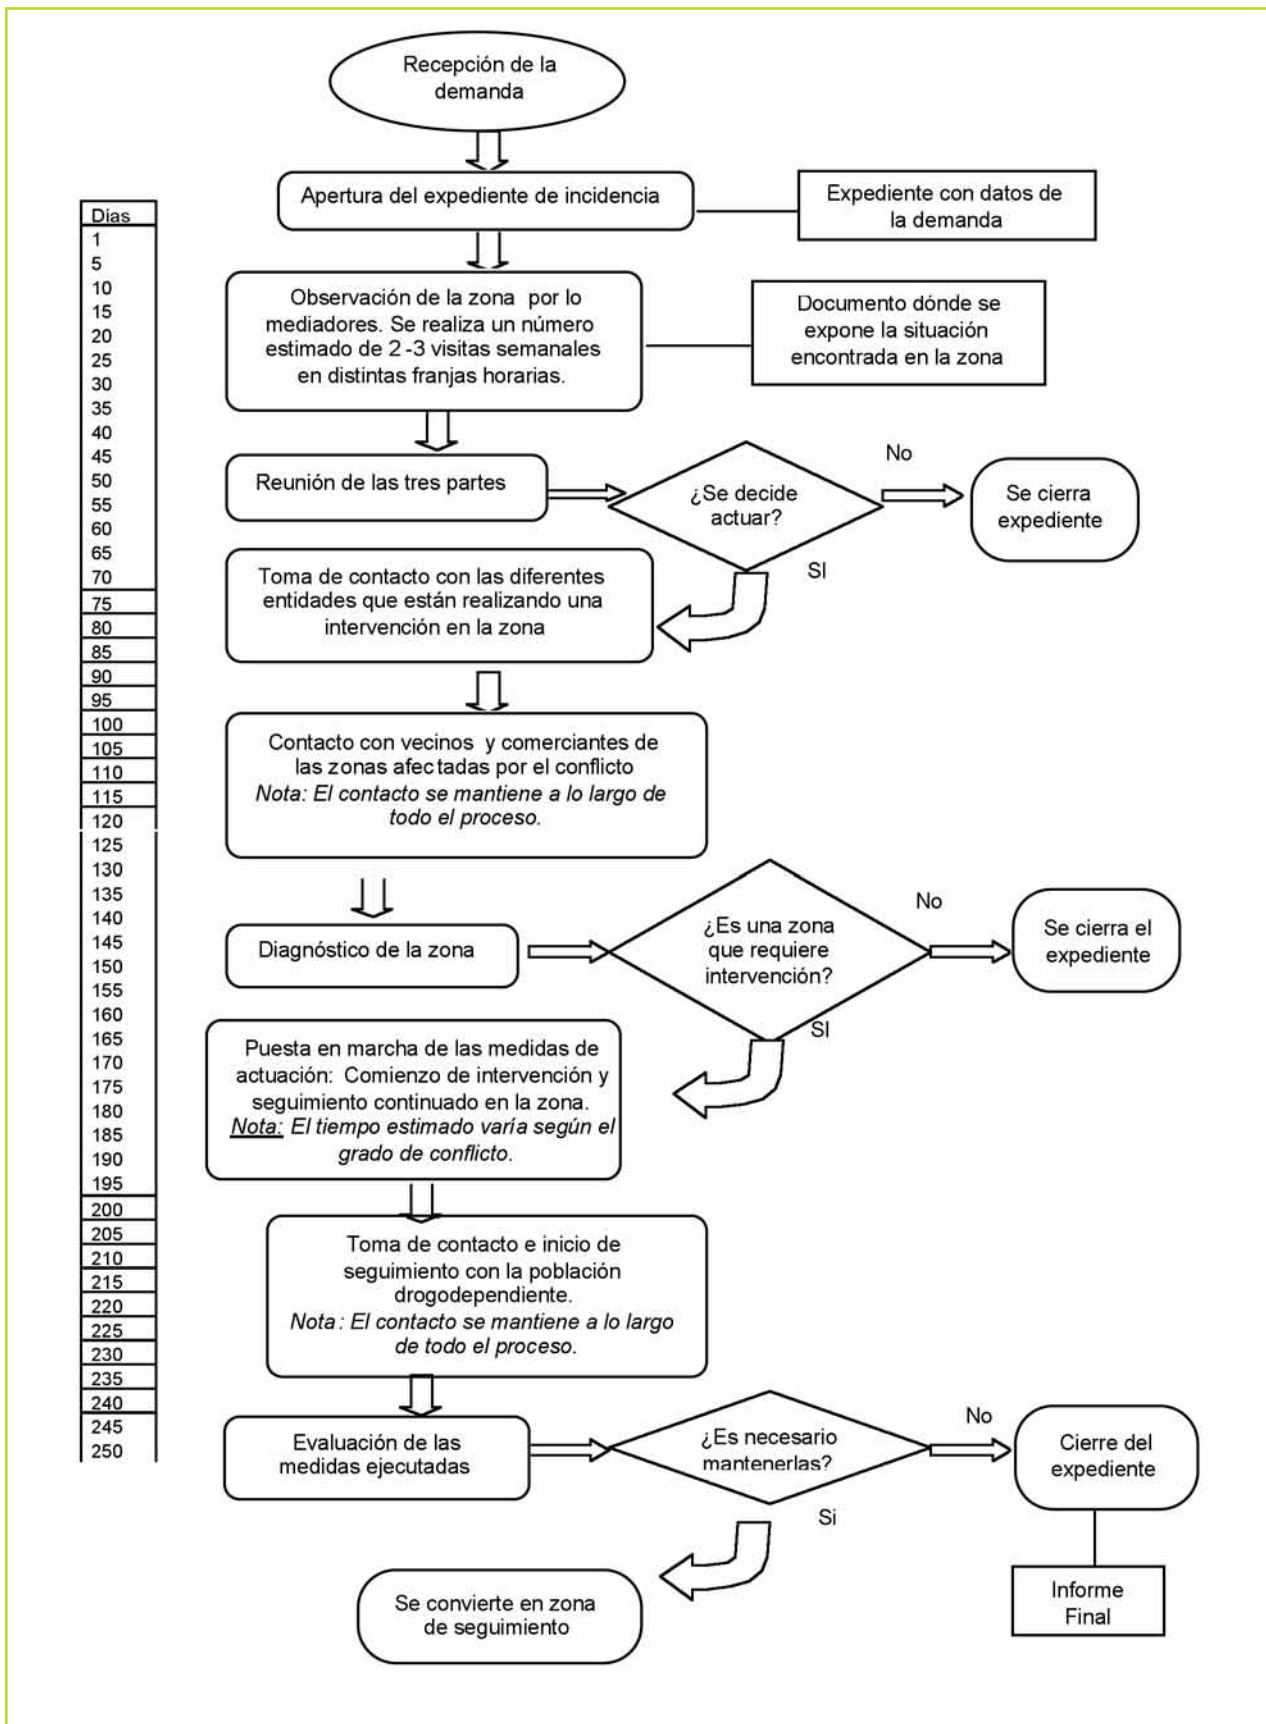 Recepción de la
demanda
Apertura del expediente de incidencia
Expediente con datos de
la demanda
Dias
1
5
10
15
20
25
30
35
40
45
50
55
60
65
70
75
80
85
90
95
100
105
110
115
120
125
130
135
140
145
150
155
160
165
170
175
180
185
190
195
200
205
210
215
220
225
230
235
240
245
250
Observación de la zona por lo
mediadores. Se realiza un número
estimado de 2-3 visitas semanales
en distintas franjas horarias.
Documento dónde se
expone la situación
encontrada en la zona
Reunión de las tres partes
¿Se decide
actuar?
No
Se cierra
expediente
SI
Toma de contacto con las diferentes
entidades que están realizando una
intervención en la zona
Contacto con vecinos y comerciantes de
las zonas afectadas por el conflicto
Nota: El contacto se mantiene a lo largo de
todo el proceso.
Diagnóstico de la zona
¿Es una zona
que requiere
intervención?
No
Se cierra el
expediente
SI
Puesta en marcha de las medidas de
actuación: Comienzo de intervención y
seguimiento continuado en la zona.
Nota: El tiempo estimado varía según el
grado de conflicto.
Toma de contacto e inicio de
seguimiento con la población
drogodependiente.
Nota: El contacto se mantiene a lo largo
de todo el proceso.
Evaluación de las
medidas ejecutadas
¿Es necesario
mantenerlas?
No
Cierre del
expediente
Si
Informe
Final
Se convierte en zona
de seguimiento